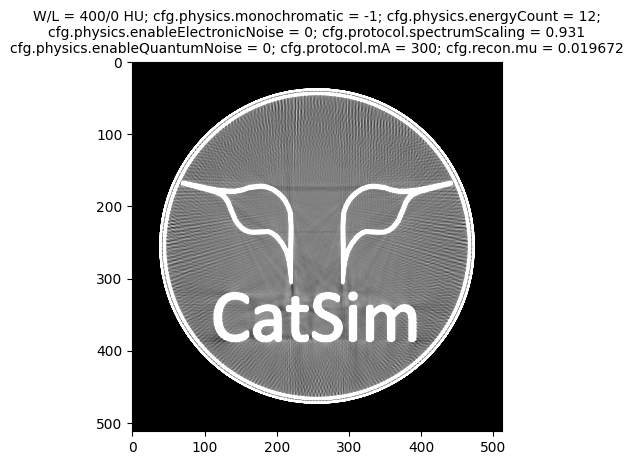 W/L = 400/0 HU; cfg.physics.monochromatic = -1; cfg.physics.energyCount = 12;
cfg.physics.enableElectronicNoise = 0; cfg.protocol.spectrumScaling = 0.931
cfg.physics.enableQuantumNoise = 0; cfg.protocol.mA = 300; cfg.recon.mu = 0.019672
0
100
200
300
CatSim
400
500
0 100 200 300 400 500